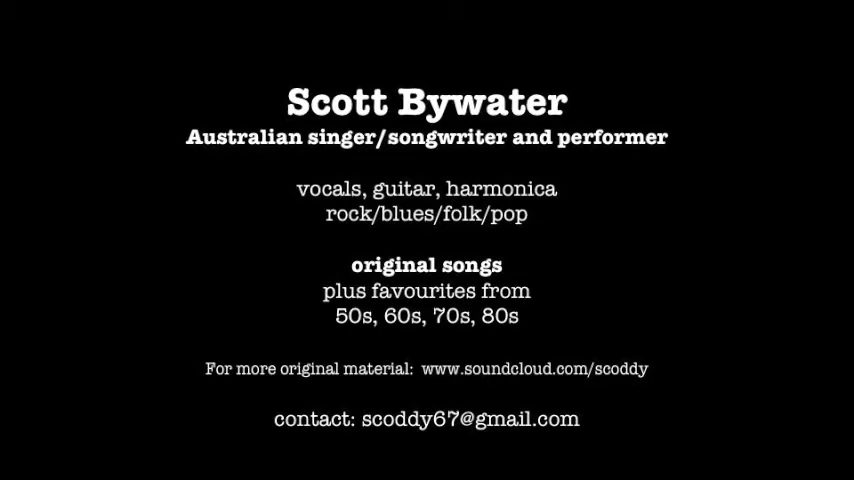 Scott Bywater
Australian singer/songwriter and performer
vocals, guitar, harmonica
rock/blues/folk/pop
original songs
plus favourites from
50s, 60s, 70s, 80s
For more original material: www.soundcloud.com/scoddy
contact: scoddy67@gmail.com